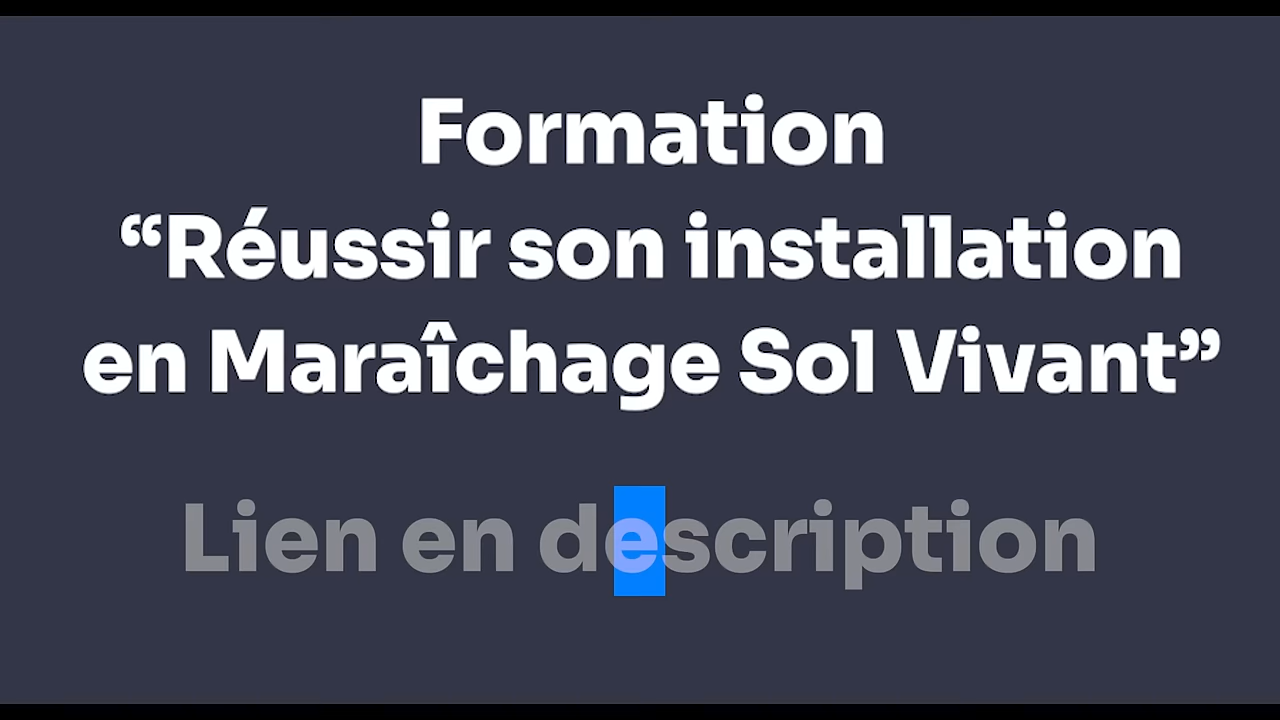 Formation
“Réussir son installation
en Maraîchage Sol Vivant”
Lien en description